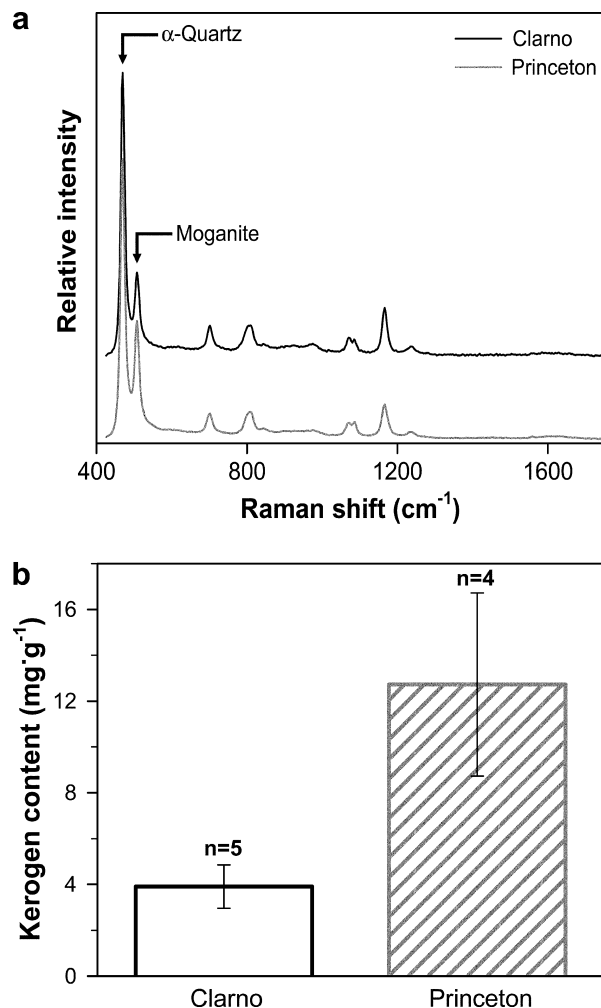 a
α-Quartz
Clarno
Princeton
Moganite
Relative intensity
400 800 1200 1600
Raman shift (cm⁻¹)
b
n=4
n=5
Kerogen content (mg·g⁻¹)
16
12
8
4
0
Clarno Princeton